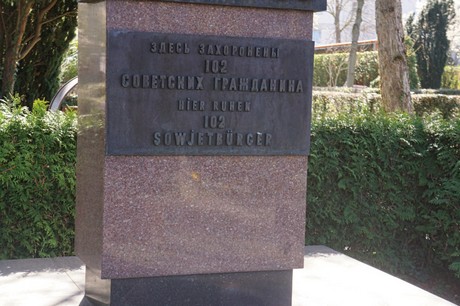 ЗДЕСЬ ЗАХОРОНЕНЫ
102
СОВЕТСКИХ ГРАЖДАНИНА
HIER RUHEN
102
SOWJETBÜRGER